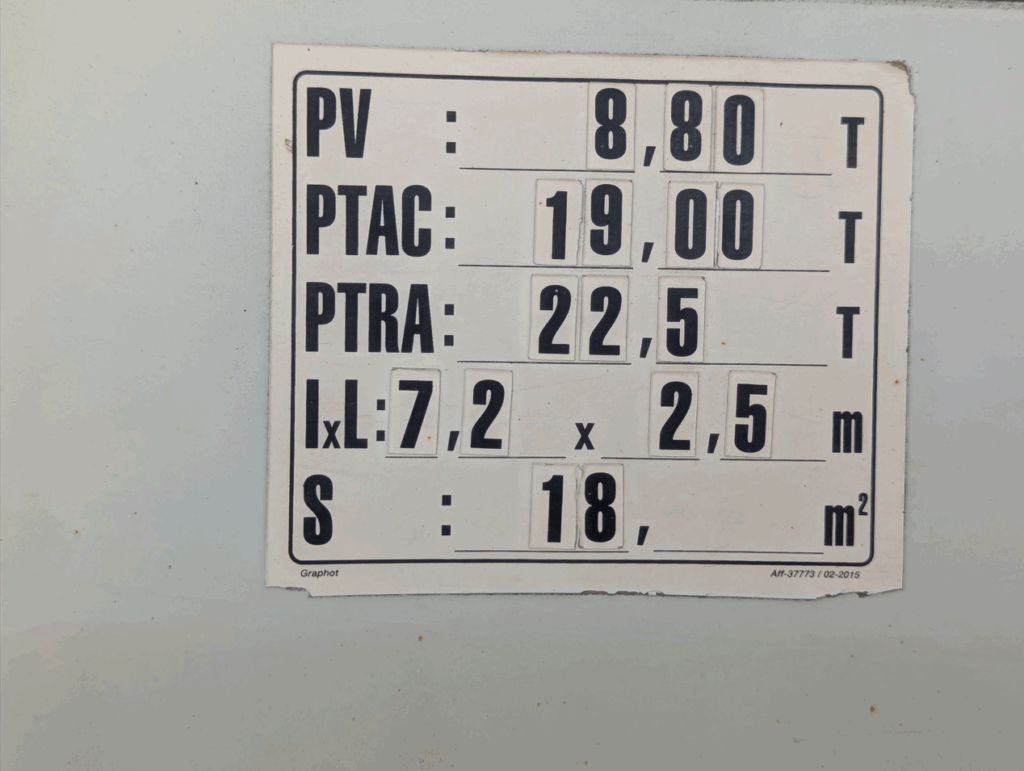 PV : 8,80 T
PTAC: 19,00 T
PTRA: 22,5 T
lxL: 7,2 x 2,5 m
S : 18, m²
Graphot Aff-37773 / 02-2015